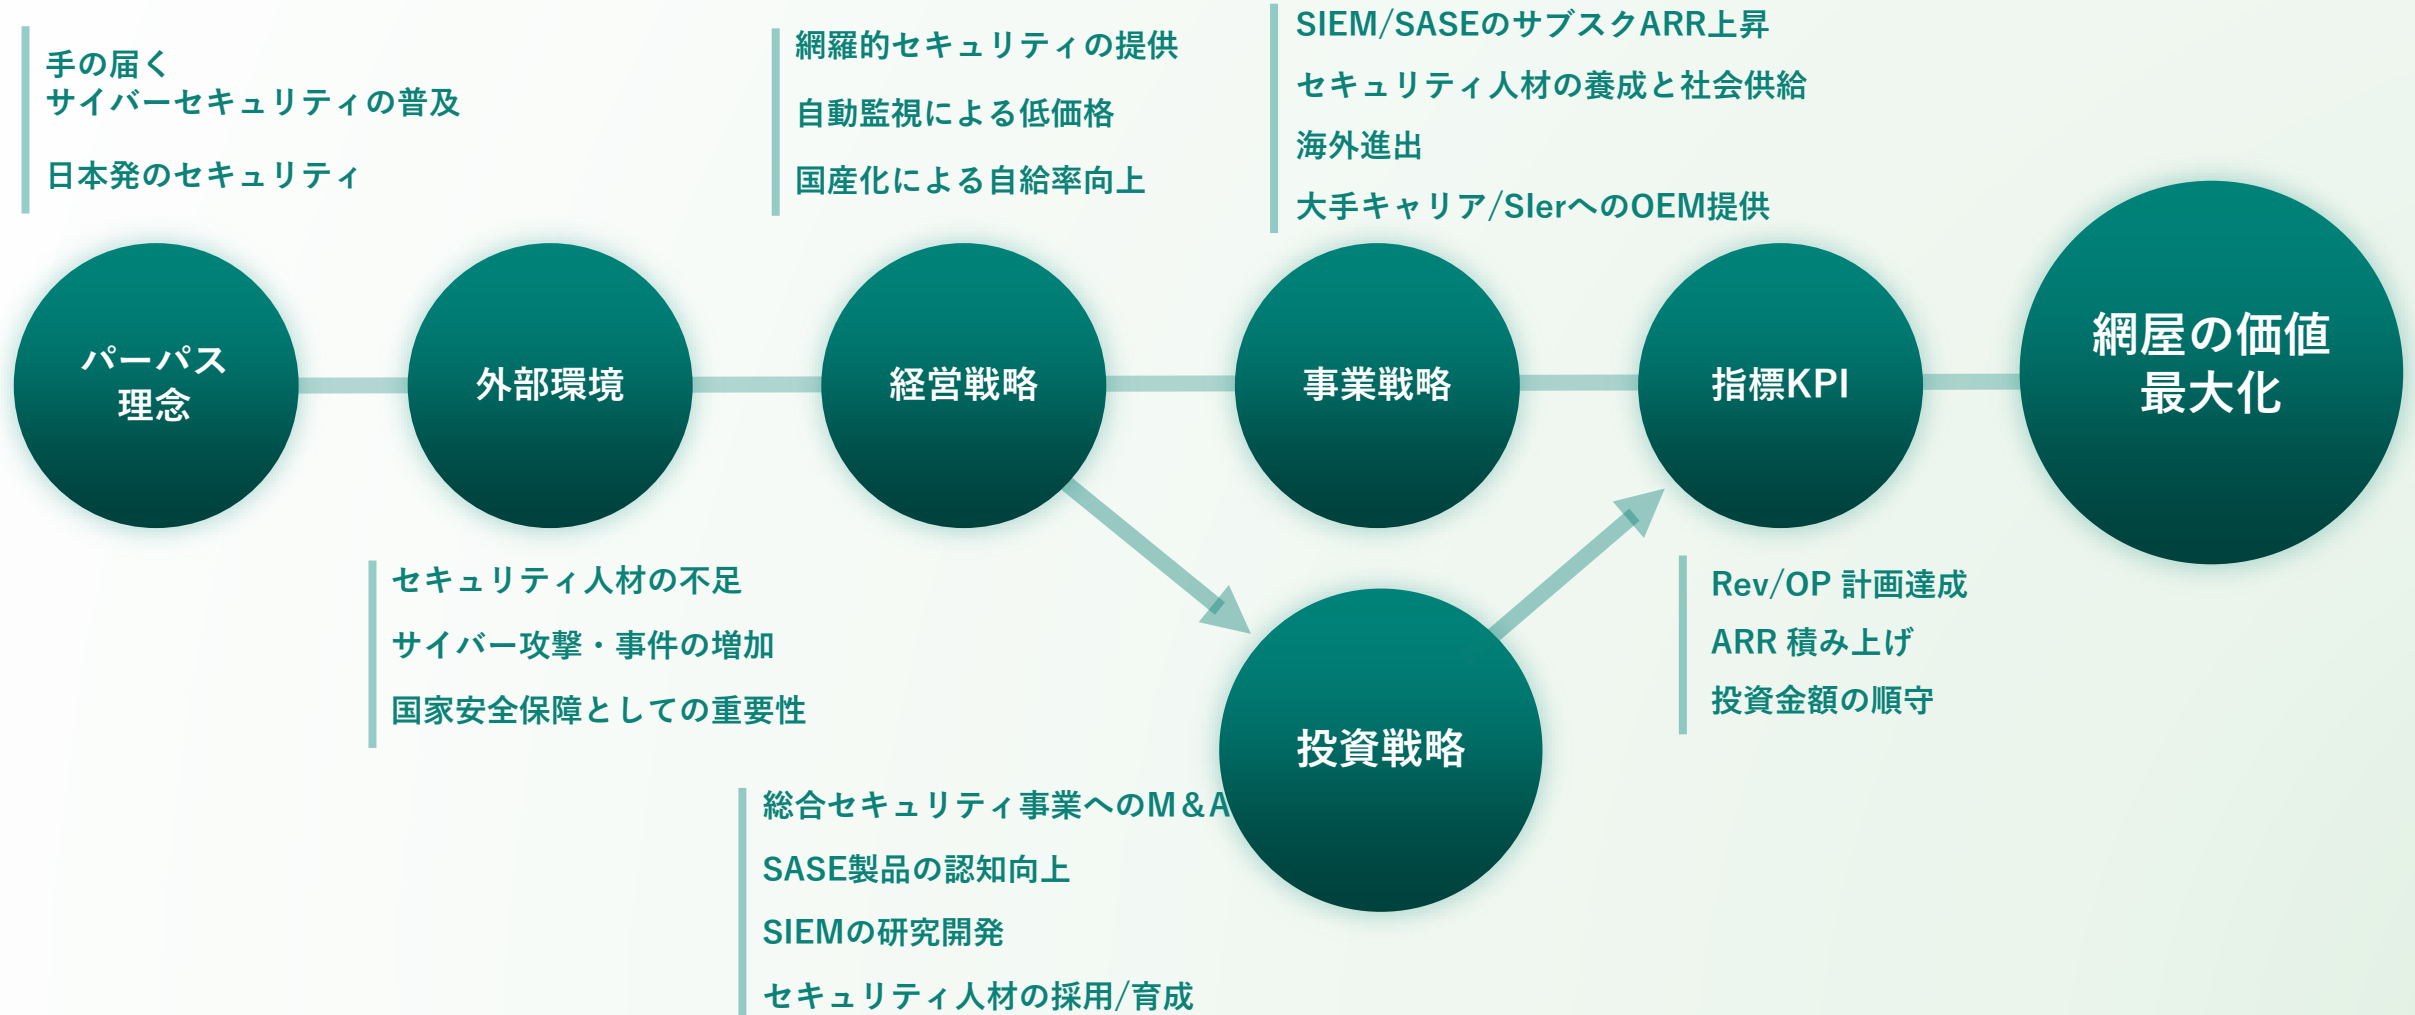 手の届く
サイバーセキュリティの普及
日本発のセキュリティ
網羅的セキュリティの提供
自動監視による低価格
国産化による自給率向上
SIEM/SASEのサブスクARR上昇
セキュリティ人材の養成と社会供給
海外進出
大手キャリア/SIerへのOEM提供
パーパス
理念
外部環境
経営戦略
事業戦略
指標KPI
網屋の価値
最大化
セキュリティ人材の不足
サイバー攻撃・事件の増加
国家安全保障としての重要性
Rev/OP 計画達成
ARR 積み上げ
投資金額の順守
投資戦略
総合セキュリティ事業へのM＆A
SASE製品の認知向上
SIEMの研究開発
セキュリティ人材の採用/育成